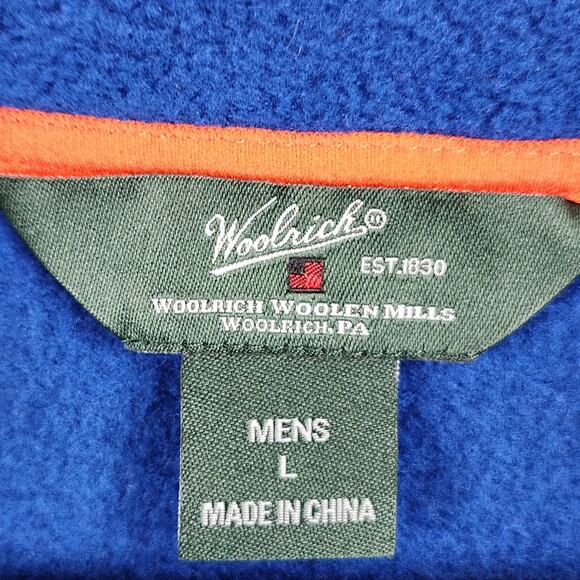 Woolrich®
EST.1830
WOOLRICH WOOLEN MILLS
WOOLRICH, PA
MENS
L
MADE IN CHINA